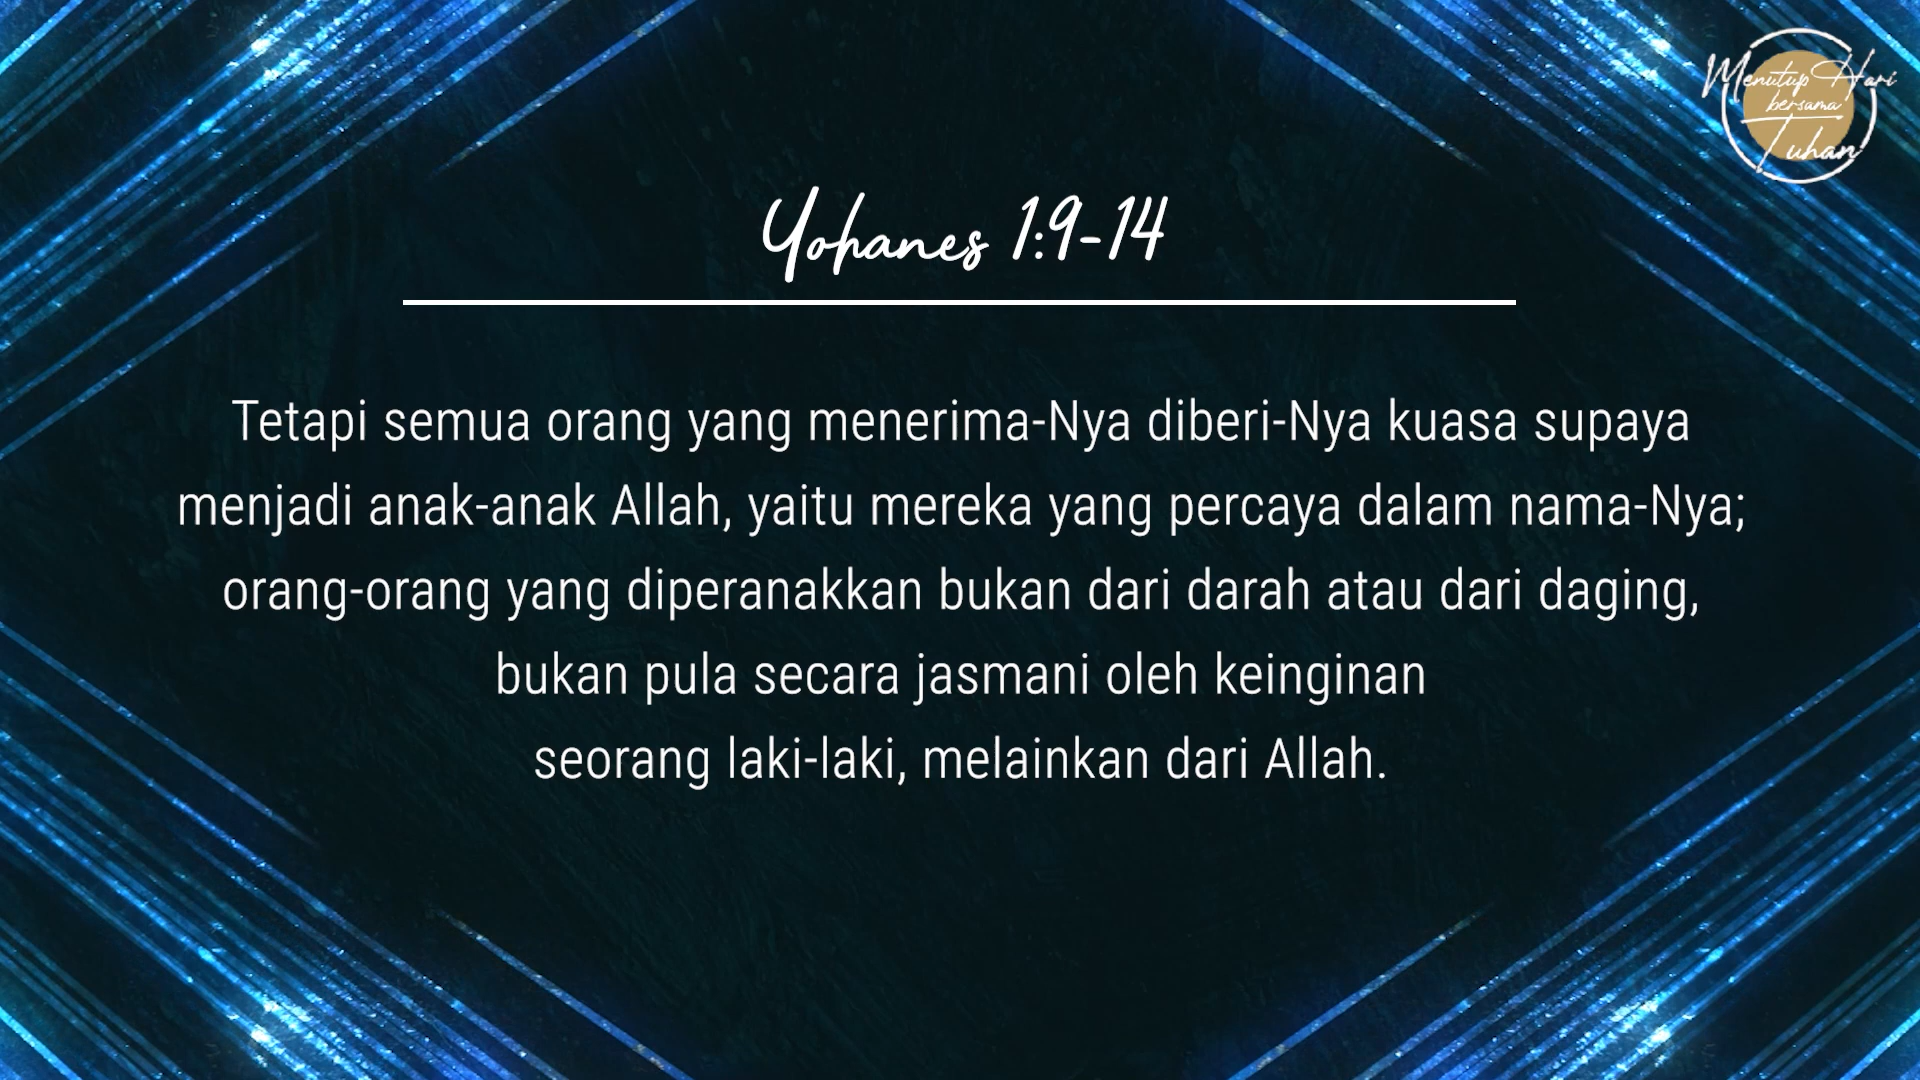 Menutup Hari
bersama
Tuhan
Yohanes 1:9-14
Tetapi semua orang yang menerima-Nya diberi-Nya kuasa supaya
menjadi anak-anak Allah, yaitu mereka yang percaya dalam nama-Nya;
orang-orang yang diperanakkan bukan dari darah atau dari daging,
bukan pula secara jasmani oleh keinginan
seorang laki-laki, melainkan dari Allah.